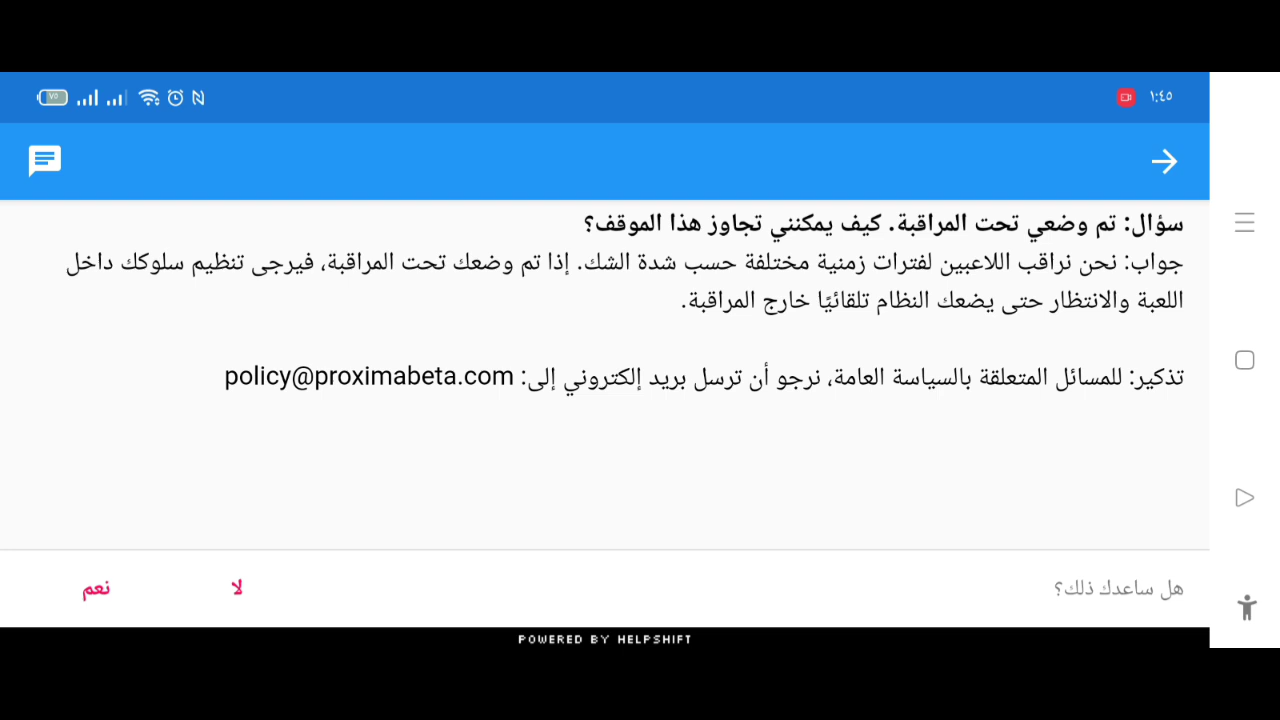 ١:٤٥
سؤال: تم وضعي تحت المراقبة. كيف يمكنني تجاوز هذا الموقف؟
جواب: نحن نراقب اللاعبين لفترات زمنية مختلفة حسب شدة الشك. إذا تم وضعك تحت المراقبة، فيرجى تنظيم سلوكك داخل
اللعبة والانتظار حتى يضعك النظام تلقائيًا خارج المراقبة.
تذكير: للمسائل المتعلقة بالسياسة العامة، نرجو أن ترسل بريد إلكتروني إلى: policy@proximabeta.com
هل ساعدك ذلك؟ لا نعم
POWERED BY HELPSHIFT